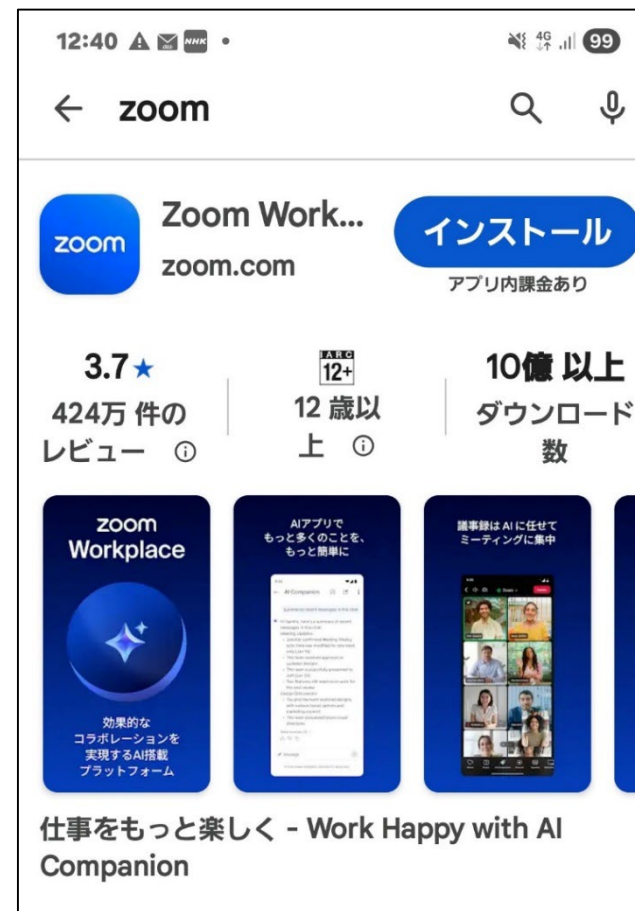 12:40 NHK 4G 99
zoom
zoom
Zoom Work...
zoom.com
インストール
アプリ内課金あり
3.7★
424万 件の
レビュー
IARC
12+
12 歳以
上
10億 以上
ダウンロード
数
zoom
Workplace
効果的な
コラボレーションを
実現するAI搭載
プラットフォーム
AIアプリで
もっと多くのことを、
もっと簡単に
AI Companion
議事録は AI に任せて
ミーティングに集中
仕事をもっと楽しく - Work Happy with AI
Companion